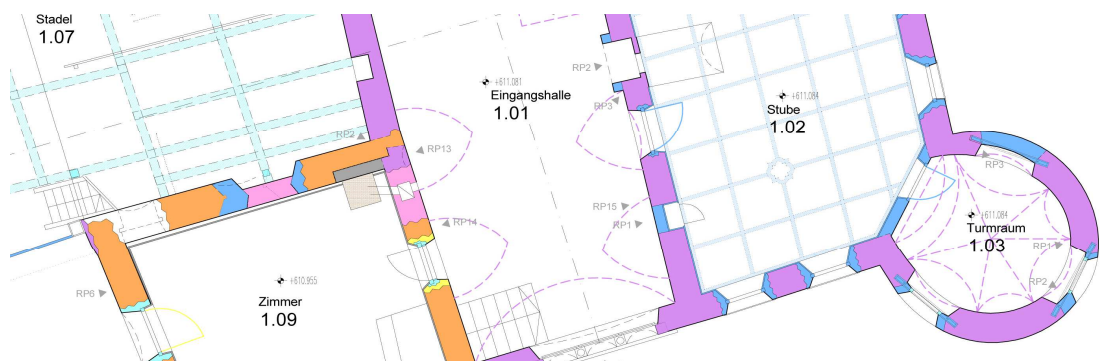 Stadel
1.07
+611.081
Eingangshalle
1.01
RP2
RP3
+611.084
Stube
1.02
RP2
RP13
RP14
RP15
RP1
RP3
+611.084
Turmraum
1.03
RP1
RP2
RP6
+610.955
Zimmer
1.09